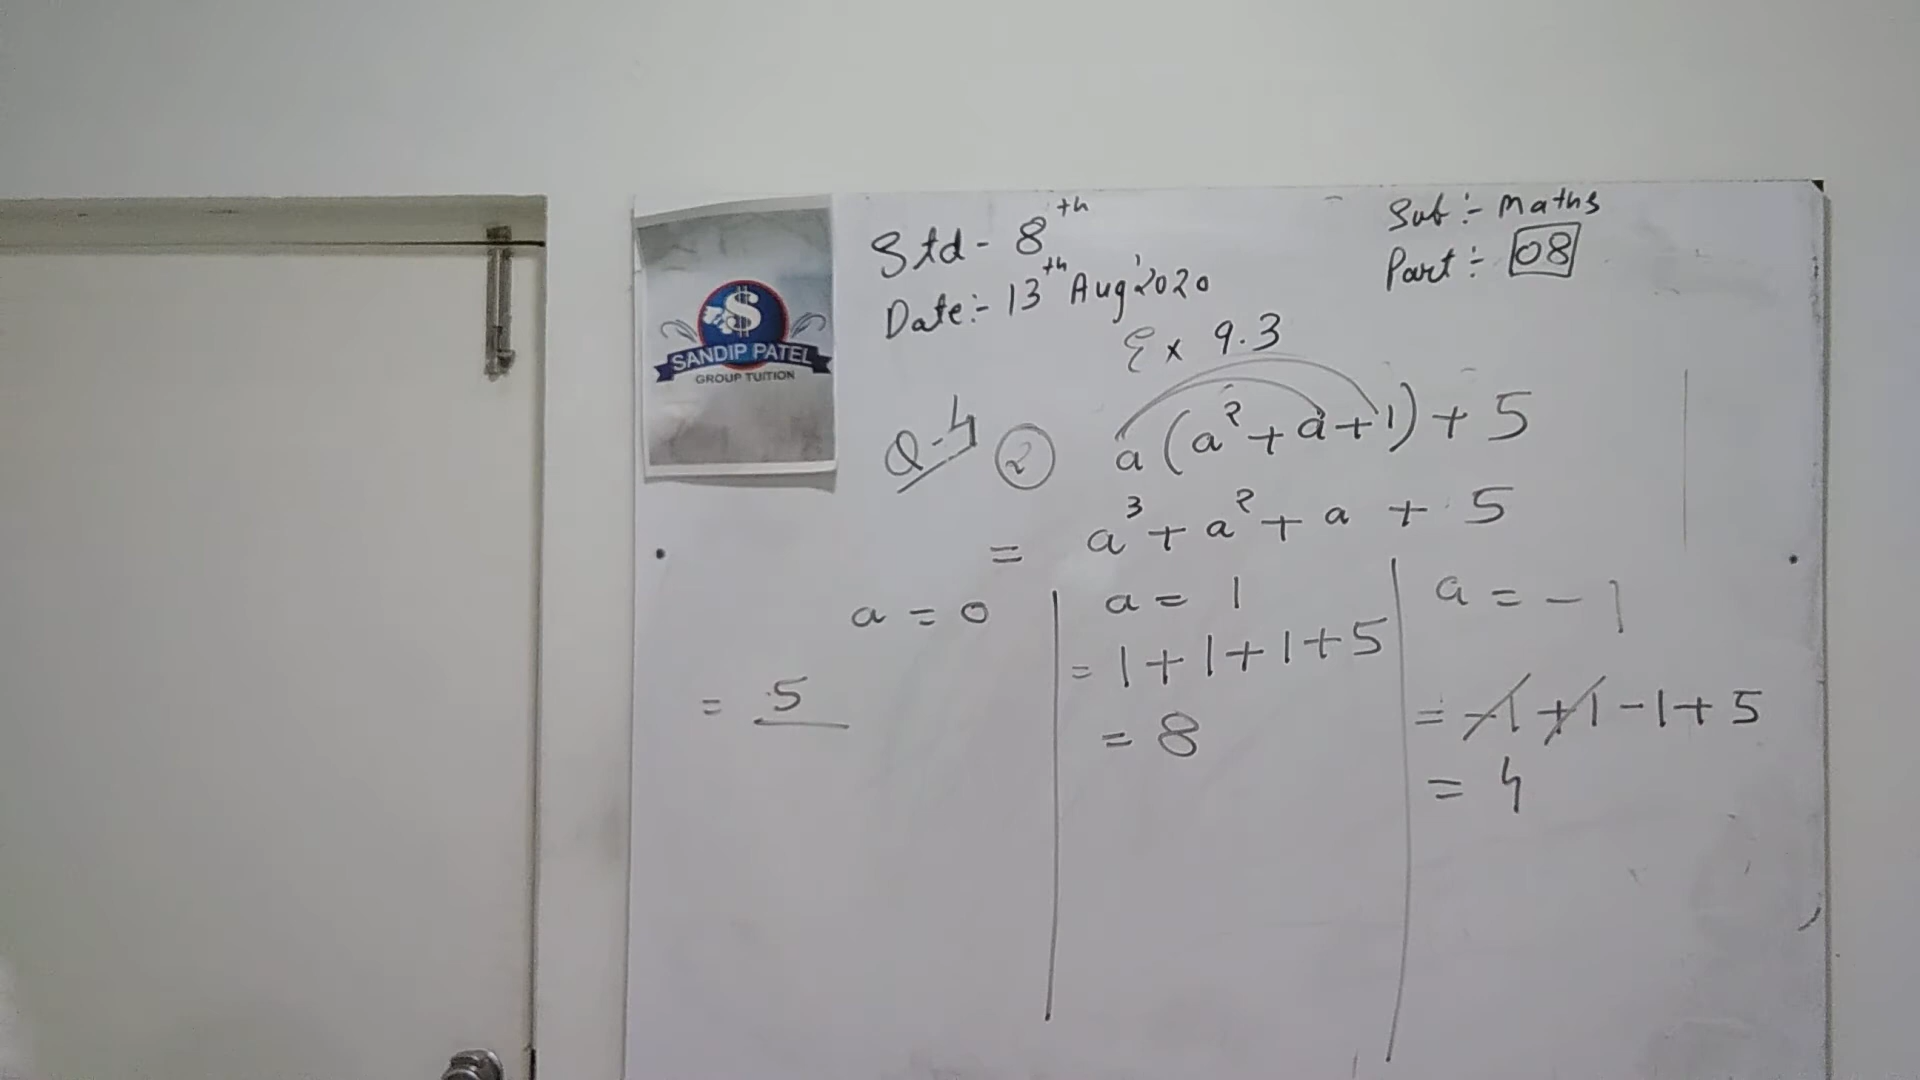 Std - 8th
Sub :- Maths
Date :- 13th Aug'2020
Part :- 08
Ex 9.3
$
SANDIP PATEL
GROUP TUITION
Q-4 ② a(a²+a+1)+5
= a³+a²+a+5
a = 0
= 5
a = 1
= 1+1+1+5
= 8
a = -1
= -1+1-1+5
= 4